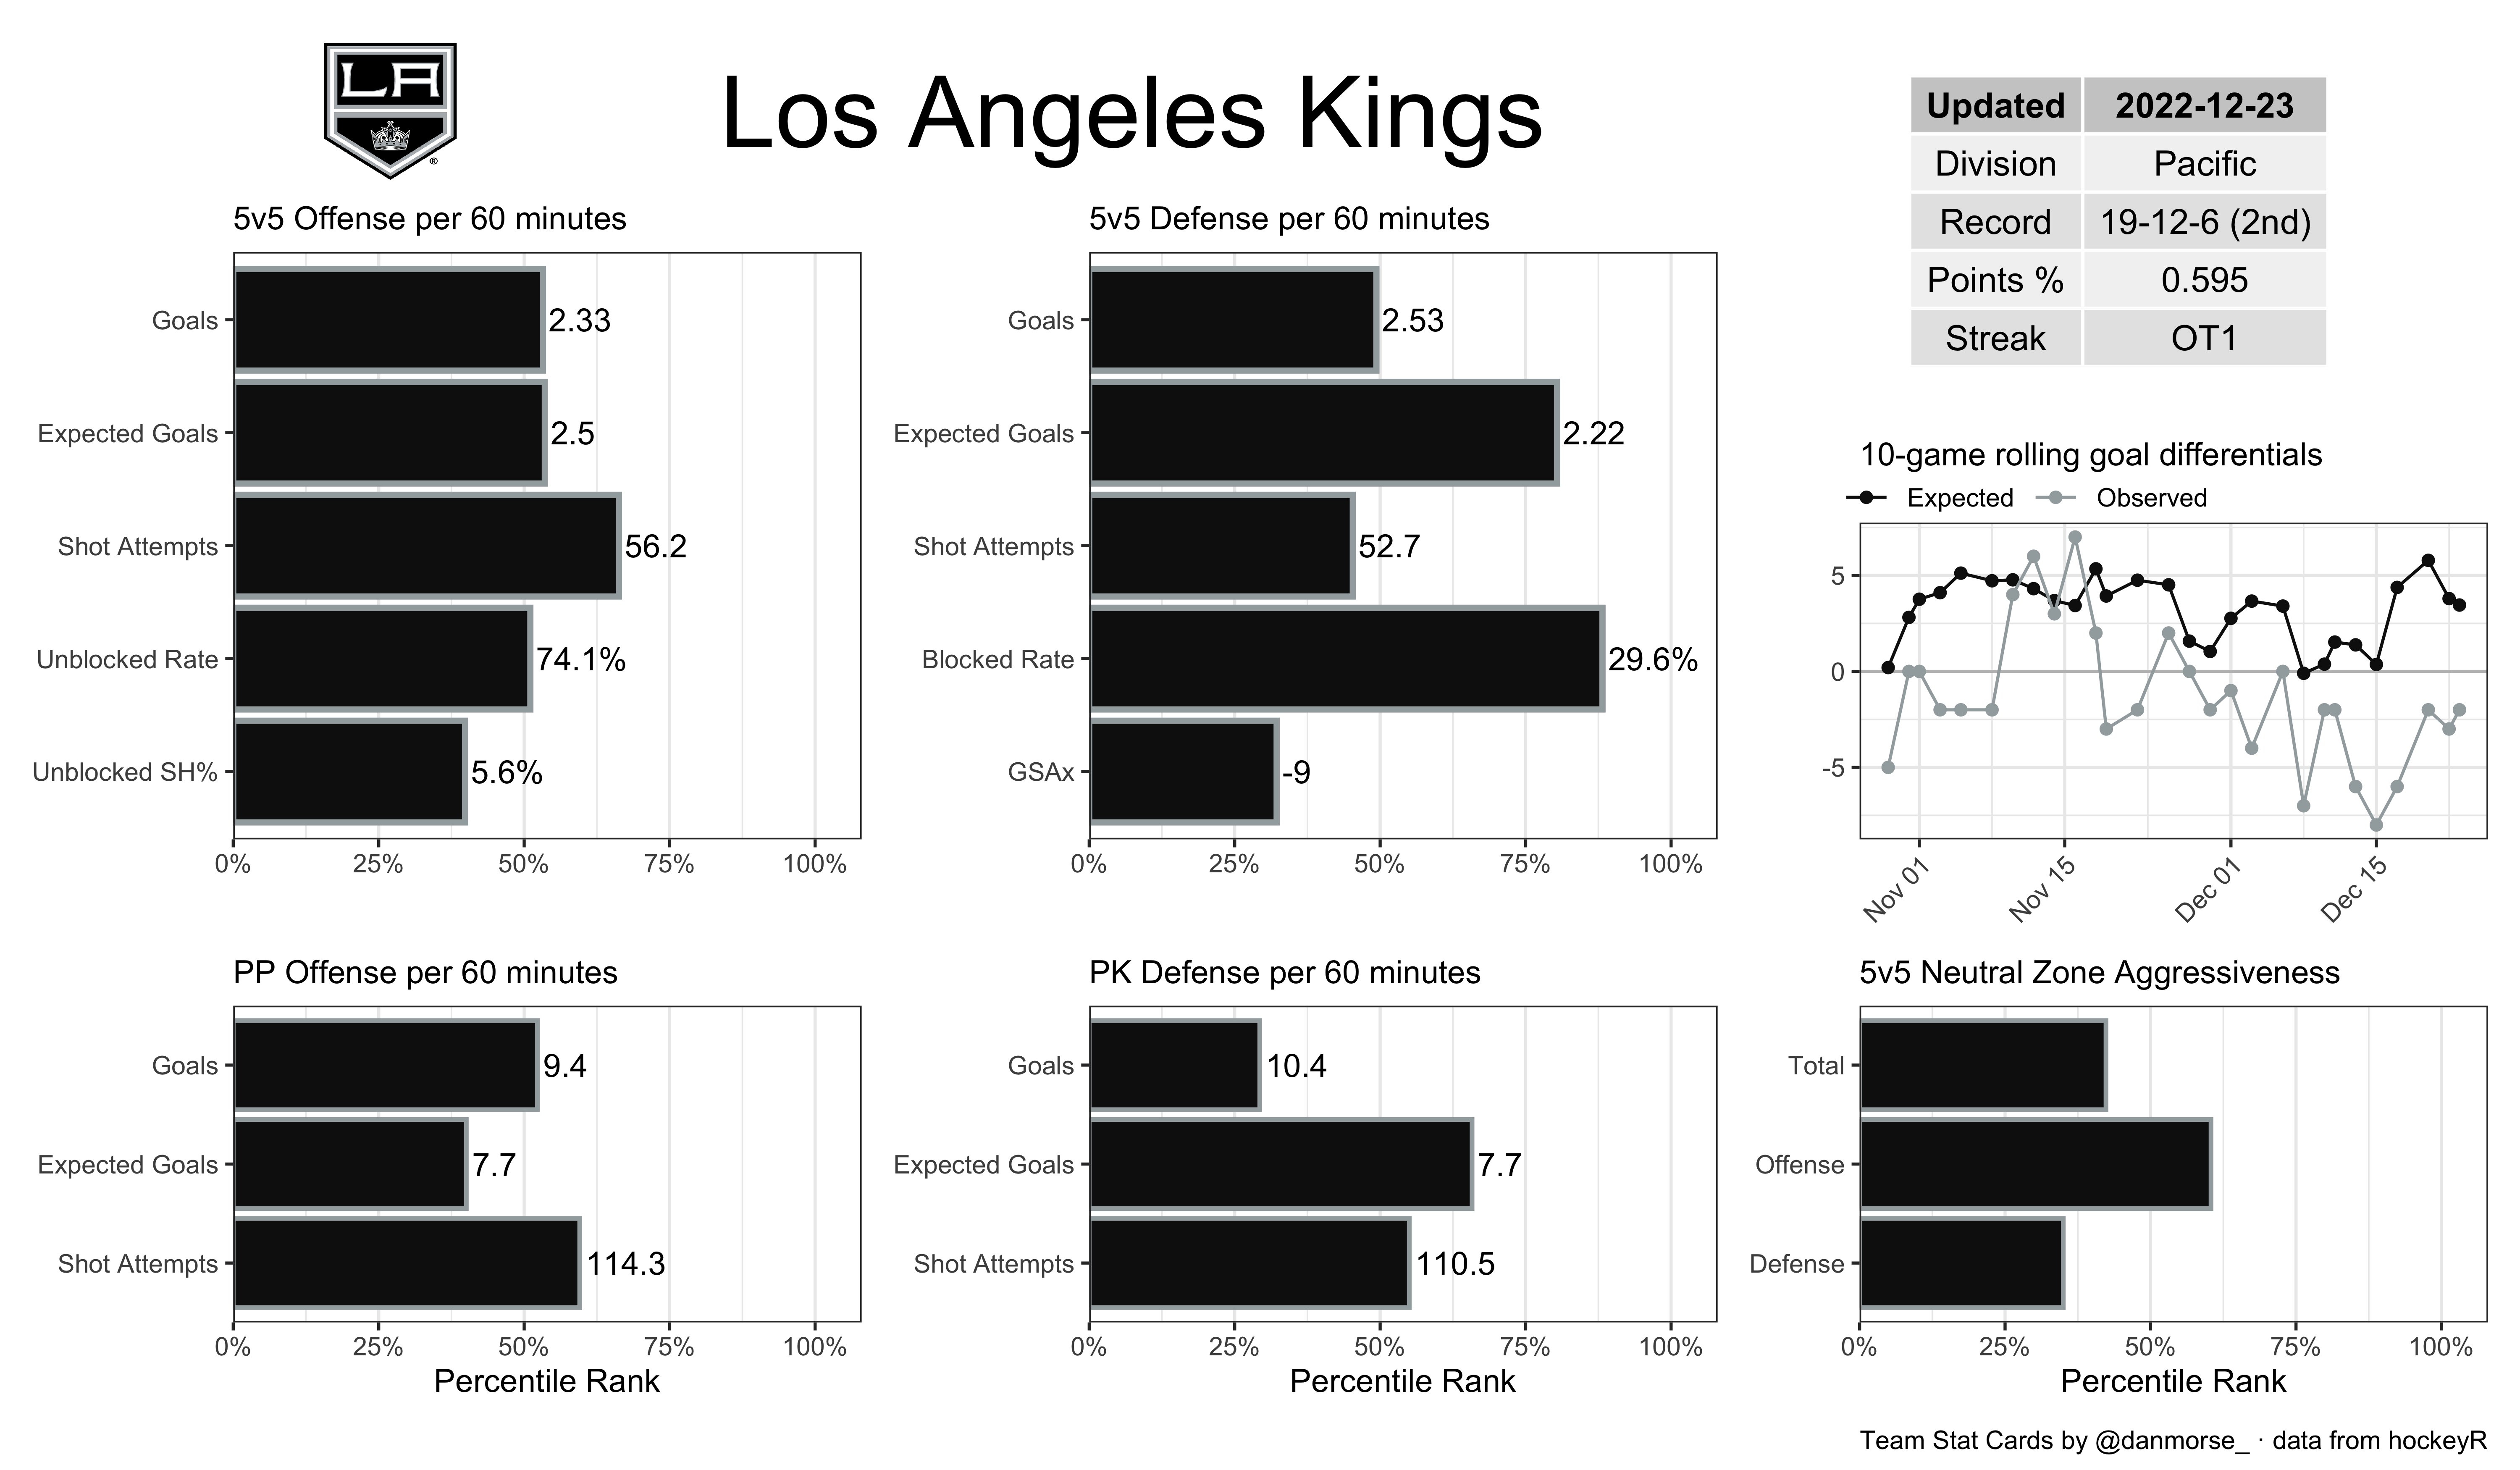 LA
®
Los Angeles Kings
Updated 2022-12-23
Division Pacific
Record 19-12-6 (2nd)
Points % 0.595
Streak OT1
5v5 Offense per 60 minutes
Goals 2.33
Expected Goals 2.5
Shot Attempts 56.2
Unblocked Rate 74.1%
Unblocked SH% 5.6%
0% 25% 50% 75% 100%
5v5 Defense per 60 minutes
Goals 2.53
Expected Goals 2.22
Shot Attempts 52.7
Blocked Rate 29.6%
GSAx -9
0% 25% 50% 75% 100%
10-game rolling goal differentials
Expected Observed
5
0
-5
Nov 01 Nov 15 Dec 01 Dec 15
PP Offense per 60 minutes
Goals 9.4
Expected Goals 7.7
Shot Attempts 114.3
0% 25% 50% 75% 100%
Percentile Rank
PK Defense per 60 minutes
Goals 10.4
Expected Goals 7.7
Shot Attempts 110.5
0% 25% 50% 75% 100%
Percentile Rank
5v5 Neutral Zone Aggressiveness
Total
Offense
Defense
0% 25% 50% 75% 100%
Percentile Rank
Team Stat Cards by @danmorse_ · data from hockeyR